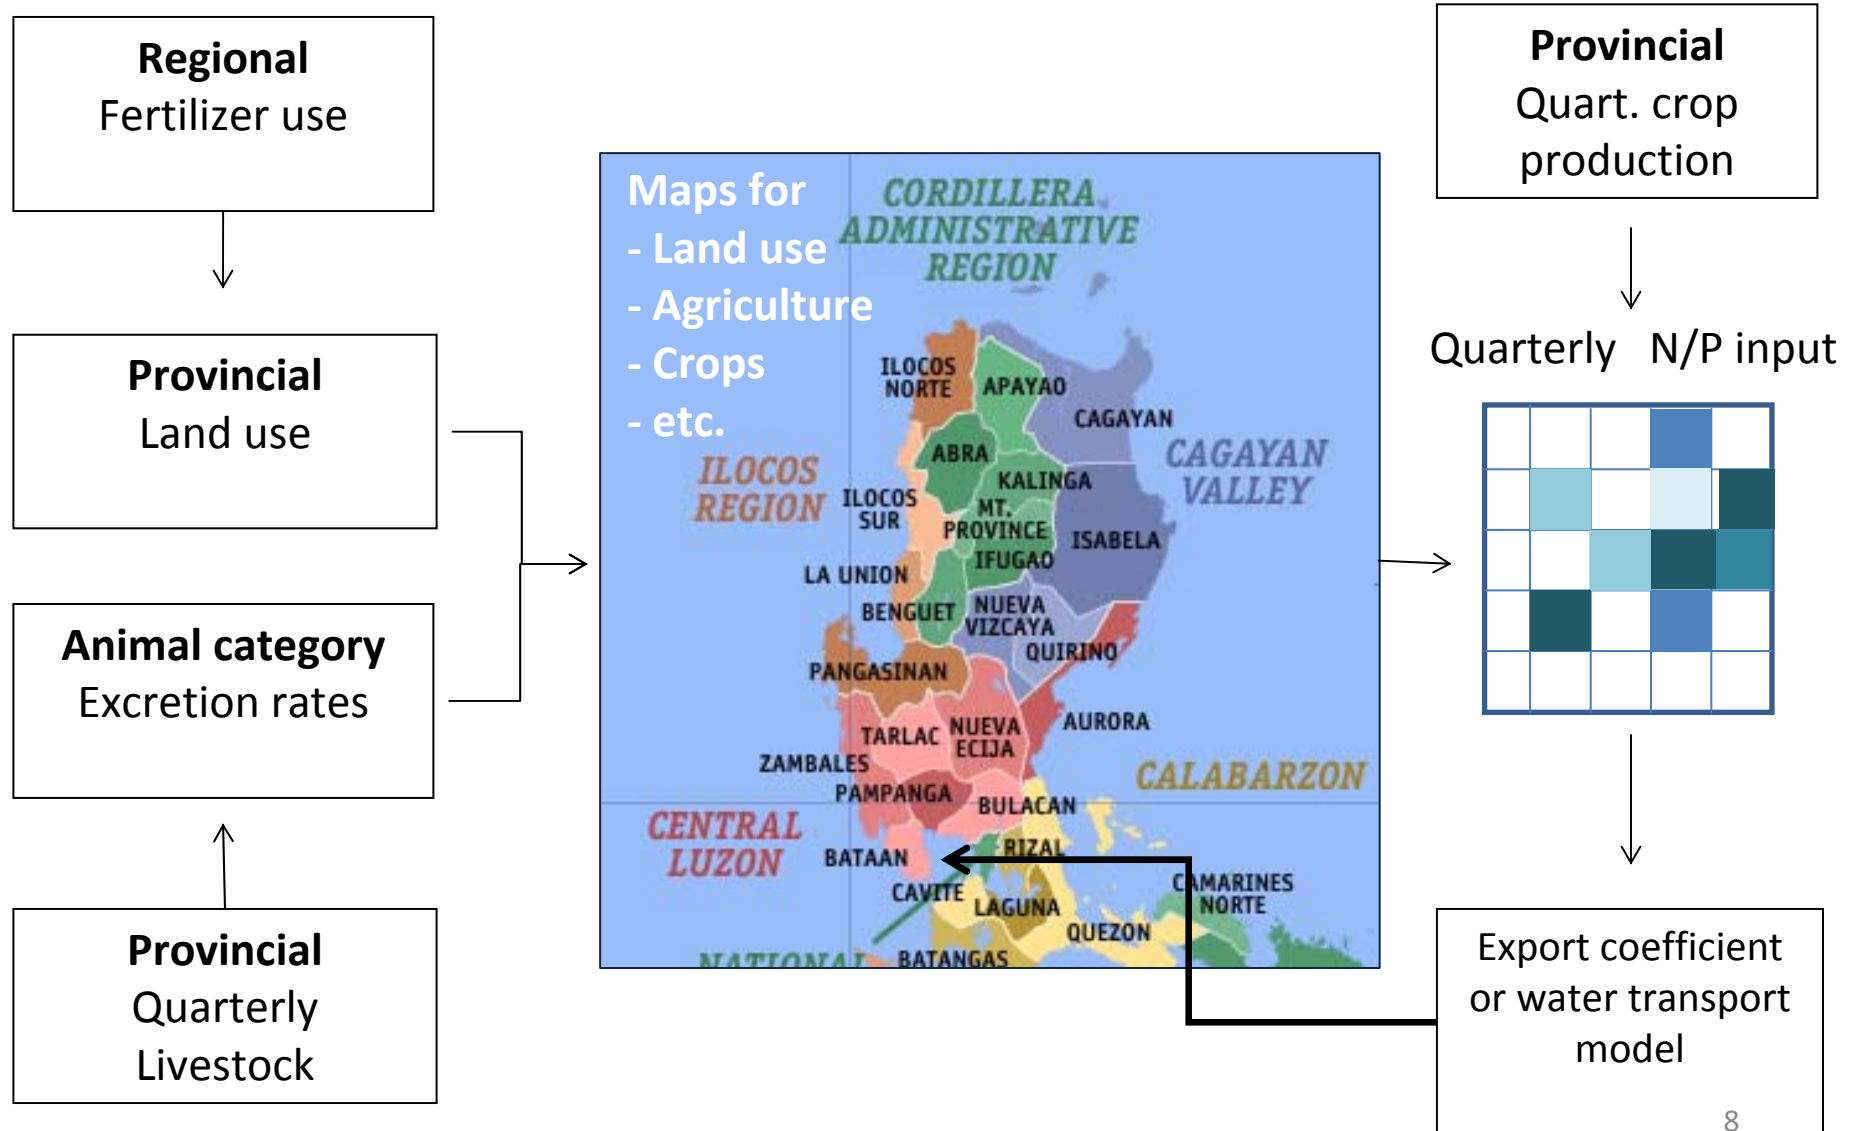 Regional
Fertilizer use
Provincial
Land use
Animal category
Excretion rates
Provincial
Quarterly
Livestock
Maps for
- Land use
- Agriculture
- Crops
- etc.
CORDILLERA
ADMINISTRATIVE
REGION
ILOCOS
NORTE
APAYAO
CAGAYAN
ABRA
CAGAYAN
VALLEY
ILOCOS
REGION
KALINGA
ILOCOS
SUR
MT.
PROVINCE
ISABELA
IFUGAO
LA UNION
BENGUET
NUEVA
VIZCAYA
QUIRINO
PANGASINAN
TARLAC
NUEVA
ECIJA
AURORA
ZAMBALES
CALABARZON
PAMPANGA
BULACAN
CENTRAL
LUZON
BATAAN
RIZAL
CAVITE
LAGUNA
CAMARINES
NORTE
QUEZON
NATIONAL
BATANGAS
Provincial
Quart. crop
production
Quarterly N/P input
Export coefficient
or water transport
model
8